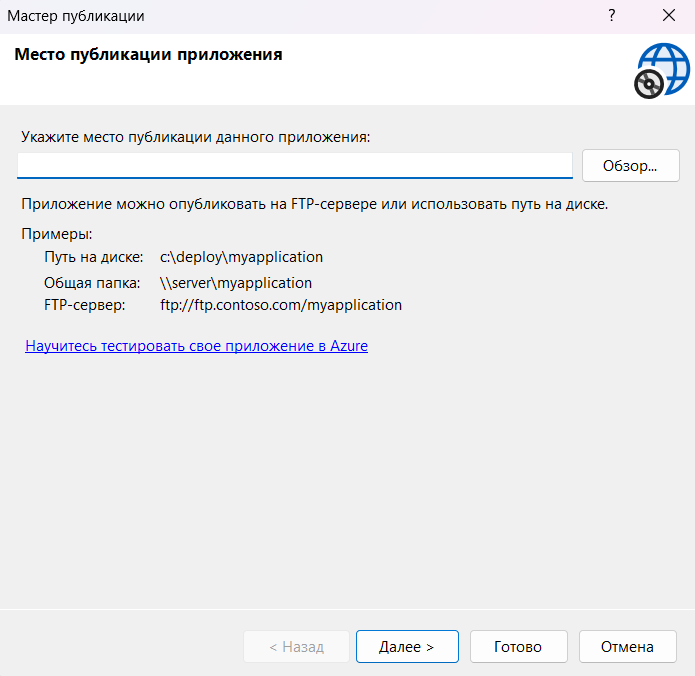 Мастер публикации
?
Место публикации приложения
Укажите место публикации данного приложения:
Обзор...
Приложение можно опубликовать на FTP-сервере или использовать путь на диске.
Примеры:
Путь на диске: c:\deploy\myapplication
Общая папка: \\server\myapplication
FTP-сервер: ftp://ftp.contoso.com/myapplication
Научитесь тестировать свое приложение в Azure
< Назад Далее > Готово Отмена